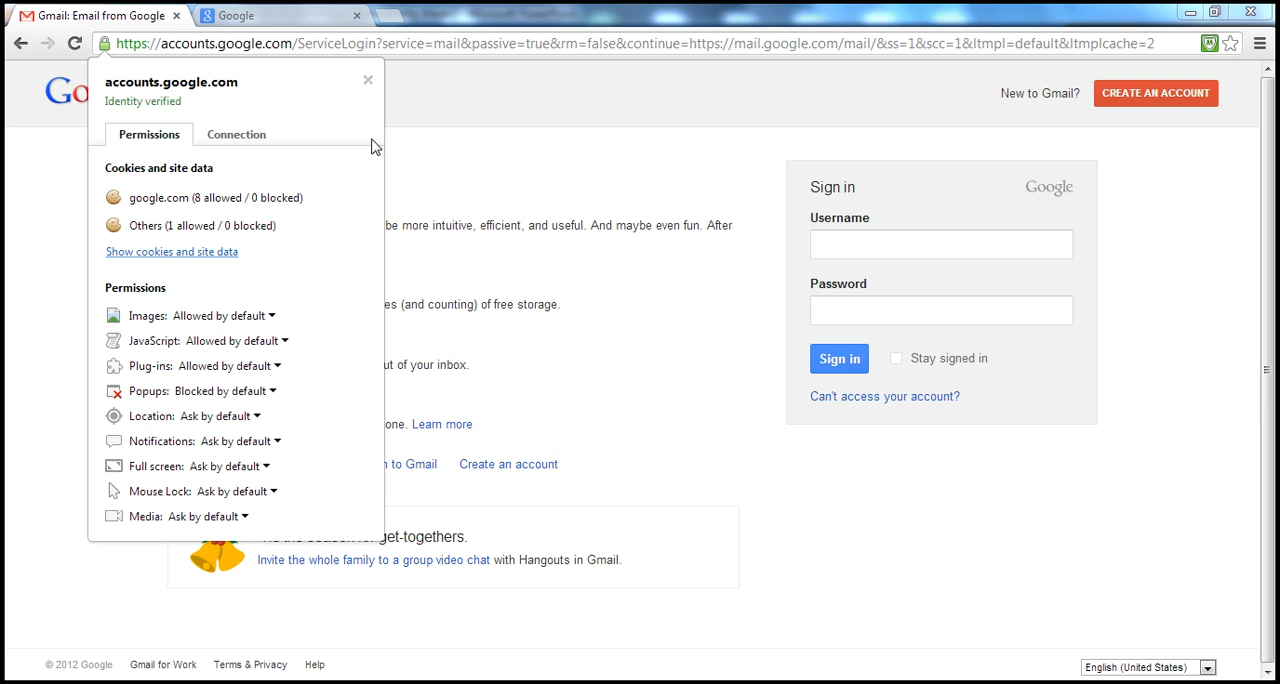 Gmail: Email from Google
Google
https://accounts.google.com/ServiceLogin?service=mail&passive=true&rm=false&continue=https://mail.google.com/mail/&ss=1&scc=1&ltmpl=default&ltmplcache=2
accounts.google.com
Identity verified
Permissions
Connection
Cookies and site data
google.com (8 allowed / 0 blocked)
Others (1 allowed / 0 blocked)
Show cookies and site data
Permissions
Images: Allowed by default
JavaScript: Allowed by default
Plug-ins: Allowed by default
Popups: Blocked by default
Location: Ask by default
Notifications: Ask by default
Full screen: Ask by default
Mouse Lock: Ask by default
Media: Ask by default
Go
New to Gmail?
CREATE AN ACCOUNT
be more intuitive, efficient, and useful. And maybe even fun. After
(and counting) of free storage.
of your inbox.
Learn more
to Gmail
Create an account
get-togethers.
Invite the whole family to a group video chat with Hangouts in Gmail.
Sign in
Google
Username
Password
Sign in
Stay signed in
Can't access your account?
© 2012 Google
Gmail for Work
Terms & Privacy
Help
English (United States)